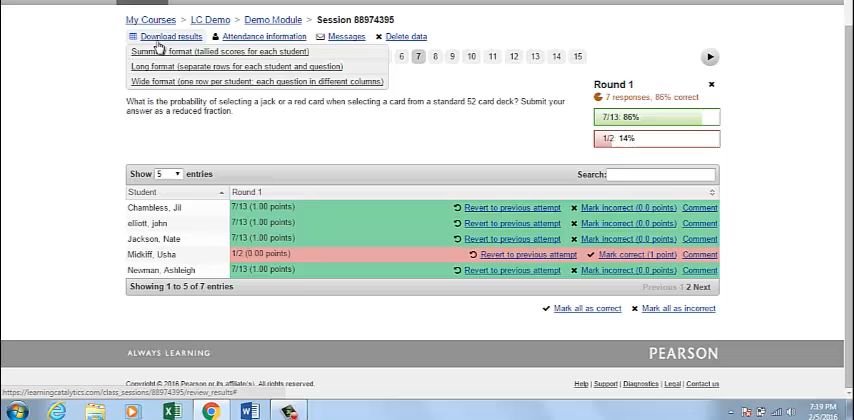 My Courses > LC Demo > Demo Module > Session 88974395
Download results Attendance information Messages Delete data
Summ format (tallied scores for each student)
Long format (separate rows for each student and question)
Wide format (one row per student; each question in different columns)
6 7 8 9 10 11 12 13 14 15
What is the probability of selecting a jack or a red card when selecting a card from a standard 52 card deck? Submit your
answer as a reduced fraction.
Round 1
7 responses, 86% correct
7/13: 86%
1/2: 14%
Show 5 entries Search:
Student Round 1
Chambless, Jil 7/13 (1.00 points) Revert to previous attempt Mark incorrect (0.0 points) Comment
elliott, john 7/13 (1.00 points) Revert to previous attempt Mark incorrect (0.0 points) Comment
Jackson, Nate 7/13 (1.00 points) Revert to previous attempt Mark incorrect (0.0 points) Comment
Midkiff, Usha 1/2 (0.00 points) Revert to previous attempt Mark correct (1 point) Comment
Newman, Ashleigh 7/13 (1.00 points) Revert to previous attempt Mark incorrect (0.0 points) Comment
Showing 1 to 5 of 7 entries Previous 1 2 Next
Mark all as correct Mark all as incorrect
ALWAYS LEARNING PEARSON
Copyright © 2016 Pearson or its affiliate(s). All rights reserved. Help | Support | Diagnostics | Legal | Contact us
https://learningcatalytics.com/class_sessions/88974395/review_results#
7:19 PM
2/5/2016